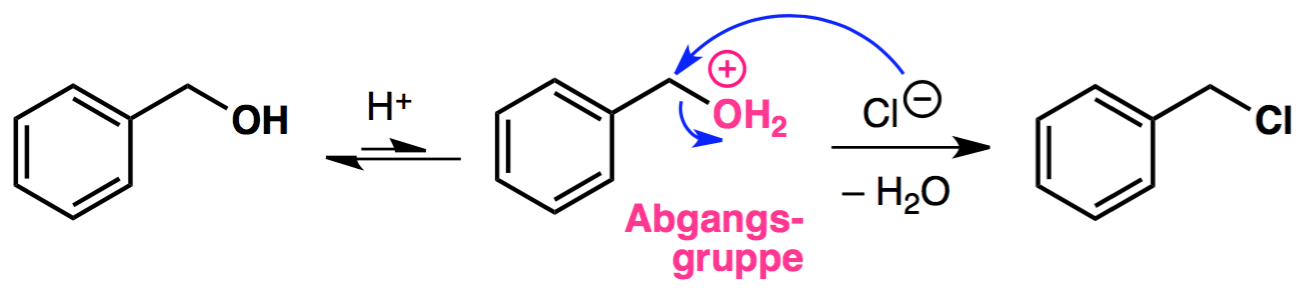 OH
H⁺
⊕
OH₂
Abgangs-
gruppe
Cl⊖
– H₂O
Cl